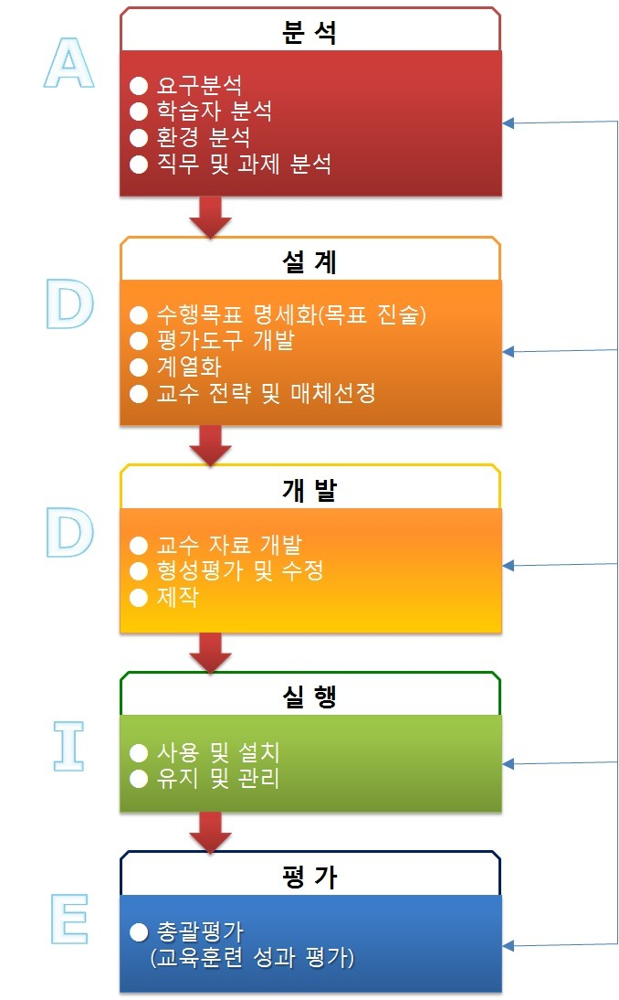 A
분 석
● 요구분석
● 학습자 분석
● 환경 분석
● 직무 및 과제 분석
D
설 계
● 수행목표 명세화(목표 진술)
● 평가도구 개발
● 계열화
● 교수 전략 및 매체선정
D
개 발
● 교수 자료 개발
● 형성평가 및 수정
● 제작
I
실 행
● 사용 및 설치
● 유지 및 관리
E
평 가
● 총괄평가
(교육훈련 성과 평가)